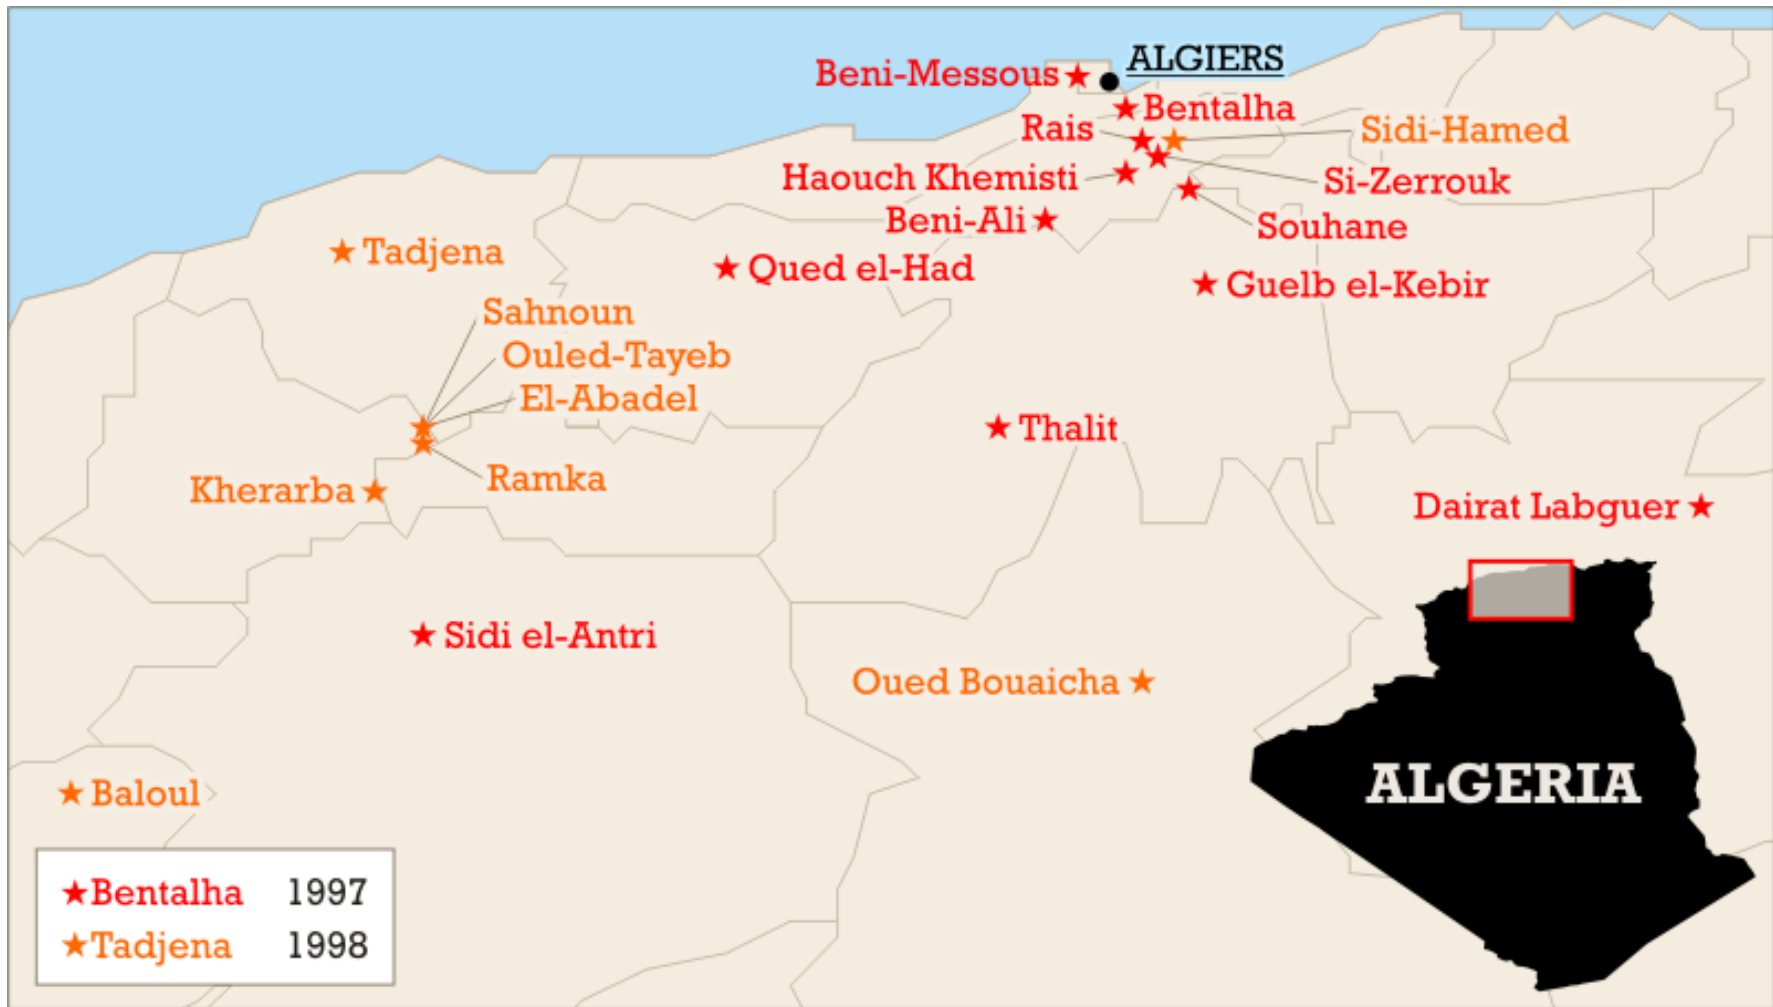 ALGIERS
Beni-Messous
Bentalha
Rais
Sidi-Hamed
Haouch Khemisti
Si-Zerrouk
Beni-Ali
Souhane
Tadjena
Qued el-Had
Guelb el-Kebir
Sahnoun
Ouled-Tayeb
El-Abadel
Thalit
Ramka
Kherarba
Dairat Labguer
Sidi el-Antri
Oued Bouaicha
ALGERIA
Baloul
Bentalha 1997
Tadjena 1998